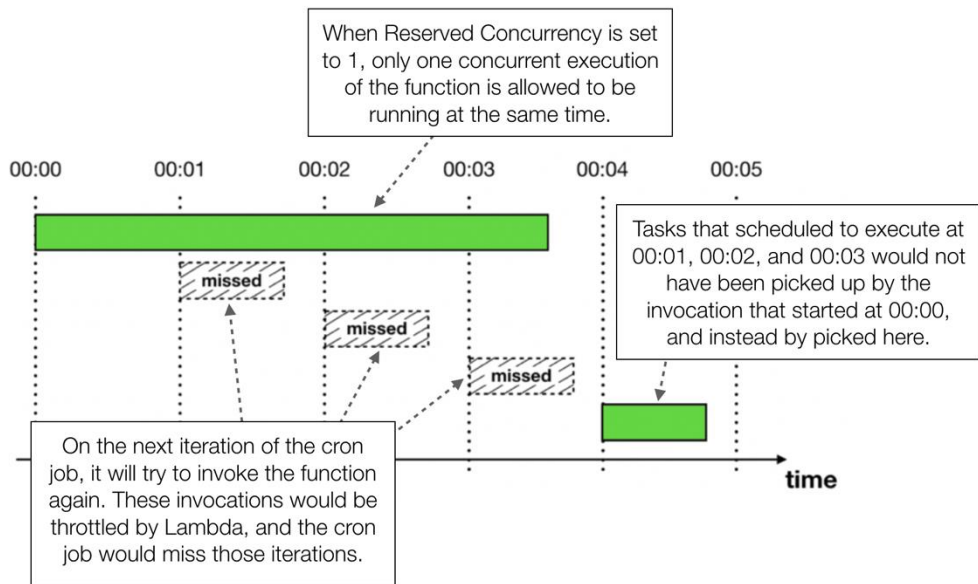 When Reserved Concurrency is set
to 1, only one concurrent execution
of the function is allowed to be
running at the same time.
00:00
00:01
00:02
00:03
00:04
00:05
Tasks that scheduled to execute at
00:01, 00:02, and 00:03 would not
have been picked up by the
invocation that started at 00:00,
and instead by picked here.
missed
missed
missed
On the next iteration of the cron
job, it will try to invoke the function
again. These invocations would be
throttled by Lambda, and the cron
job would miss those iterations.
time